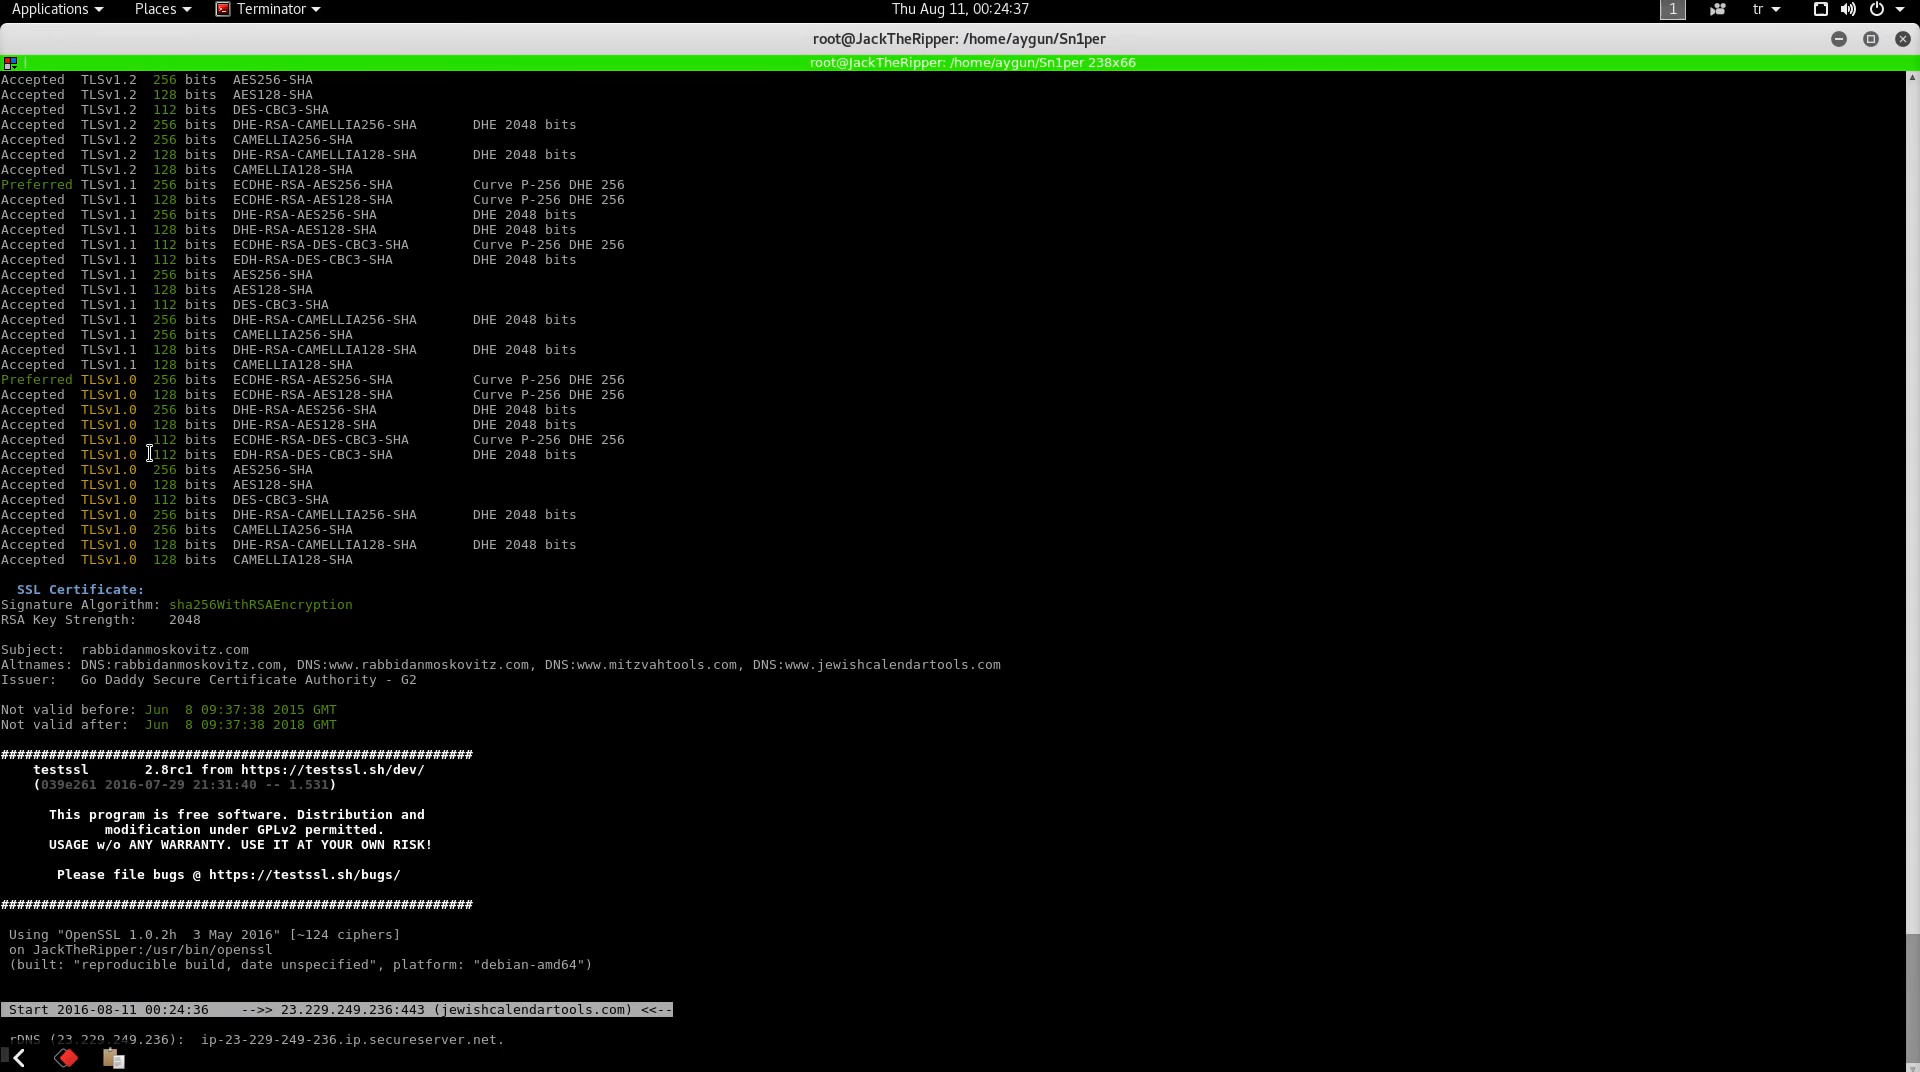 Applications Places Terminator Thu Aug 11, 00:24:37 1 tr
root@JackTheRipper: /home/aygun/Sn1per
root@JackTheRipper: /home/aygun/Sn1per 238x66
Accepted TLSv1.2 256 bits AES256-SHA
Accepted TLSv1.2 128 bits AES128-SHA
Accepted TLSv1.2 112 bits DES-CBC3-SHA
Accepted TLSv1.2 256 bits DHE-RSA-CAMELLIA256-SHA DHE 2048 bits
Accepted TLSv1.2 256 bits CAMELLIA256-SHA
Accepted TLSv1.2 128 bits DHE-RSA-CAMELLIA128-SHA DHE 2048 bits
Accepted TLSv1.2 128 bits CAMELLIA128-SHA
Preferred TLSv1.1 256 bits ECDHE-RSA-AES256-SHA Curve P-256 DHE 256
Accepted TLSv1.1 128 bits ECDHE-RSA-AES128-SHA Curve P-256 DHE 256
Accepted TLSv1.1 256 bits DHE-RSA-AES256-SHA DHE 2048 bits
Accepted TLSv1.1 128 bits DHE-RSA-AES128-SHA DHE 2048 bits
Accepted TLSv1.1 112 bits ECDHE-RSA-DES-CBC3-SHA Curve P-256 DHE 256
Accepted TLSv1.1 112 bits EDH-RSA-DES-CBC3-SHA DHE 2048 bits
Accepted TLSv1.1 256 bits AES256-SHA
Accepted TLSv1.1 128 bits AES128-SHA
Accepted TLSv1.1 112 bits DES-CBC3-SHA
Accepted TLSv1.1 256 bits DHE-RSA-CAMELLIA256-SHA DHE 2048 bits
Accepted TLSv1.1 256 bits CAMELLIA256-SHA
Accepted TLSv1.1 128 bits DHE-RSA-CAMELLIA128-SHA DHE 2048 bits
Accepted TLSv1.1 128 bits CAMELLIA128-SHA
Preferred TLSv1.0 256 bits ECDHE-RSA-AES256-SHA Curve P-256 DHE 256
Accepted TLSv1.0 128 bits ECDHE-RSA-AES128-SHA Curve P-256 DHE 256
Accepted TLSv1.0 256 bits DHE-RSA-AES256-SHA DHE 2048 bits
Accepted TLSv1.0 128 bits DHE-RSA-AES128-SHA DHE 2048 bits
Accepted TLSv1.0 112 bits ECDHE-RSA-DES-CBC3-SHA Curve P-256 DHE 256
Accepted TLSv1.0 112 bits EDH-RSA-DES-CBC3-SHA DHE 2048 bits
Accepted TLSv1.0 256 bits AES256-SHA
Accepted TLSv1.0 128 bits AES128-SHA
Accepted TLSv1.0 112 bits DES-CBC3-SHA
Accepted TLSv1.0 256 bits DHE-RSA-CAMELLIA256-SHA DHE 2048 bits
Accepted TLSv1.0 256 bits CAMELLIA256-SHA
Accepted TLSv1.0 128 bits DHE-RSA-CAMELLIA128-SHA DHE 2048 bits
Accepted TLSv1.0 128 bits CAMELLIA128-SHA
SSL Certificate:
Signature Algorithm: sha256WithRSAEncryption
RSA Key Strength: 2048
Subject: rabbidanmoskovitz.com
Altnames: DNS:rabbidanmoskovitz.com, DNS:www.rabbidanmoskovitz.com, DNS:www.mitzvahtools.com, DNS:www.jewishcalendartools.com
Issuer: Go Daddy Secure Certificate Authority - G2
Not valid before: Jun 8 09:37:38 2015 GMT
Not valid after: Jun 8 09:37:38 2018 GMT
###########################################################
testssl 2.8rc1 from https://testssl.sh/dev/
(039e261 2016-07-29 21:31:40 -- 1.531)
This program is free software. Distribution and
modification under GPLv2 permitted.
USAGE w/o ANY WARRANTY. USE IT AT YOUR OWN RISK!
Please file bugs @ https://testssl.sh/bugs/
###########################################################
Using "OpenSSL 1.0.2h 3 May 2016" [~124 ciphers]
on JackTheRipper:/usr/bin/openssl
(built: "reproducible build, date unspecified", platform: "debian-amd64")
Start 2016-08-11 00:24:36 -->> 23.229.249.236:443 (jewishcalendartools.com) <<--
rDNS (23.229.249.236): ip-23-229-249-236.ip.secureserver.net.